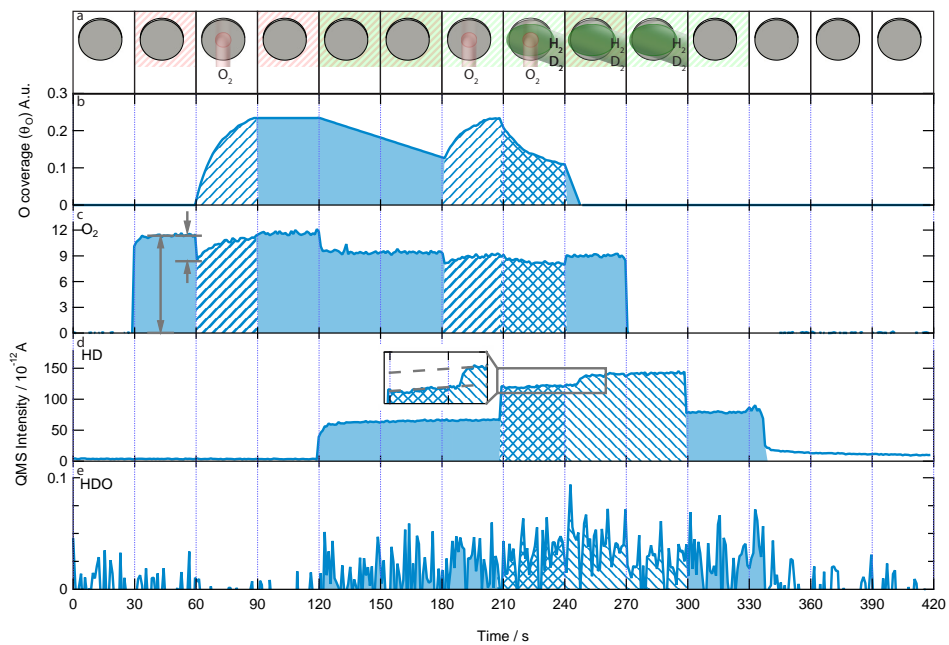 a
O₂
O₂
O₂
H₂
D₂
H₂
D₂
H₂
D₂
b
O coverage (θ_O) A.u.
0.3
0.2
0.1
0
c
O₂
12
9
6
3
0
d
HD
150
100
50
0
QMS Intensity / 10⁻¹² A
e
HDO
0.1
0
0 30 60 90 120 150 180 210 240 270 300 330 360 390 420
Time / s